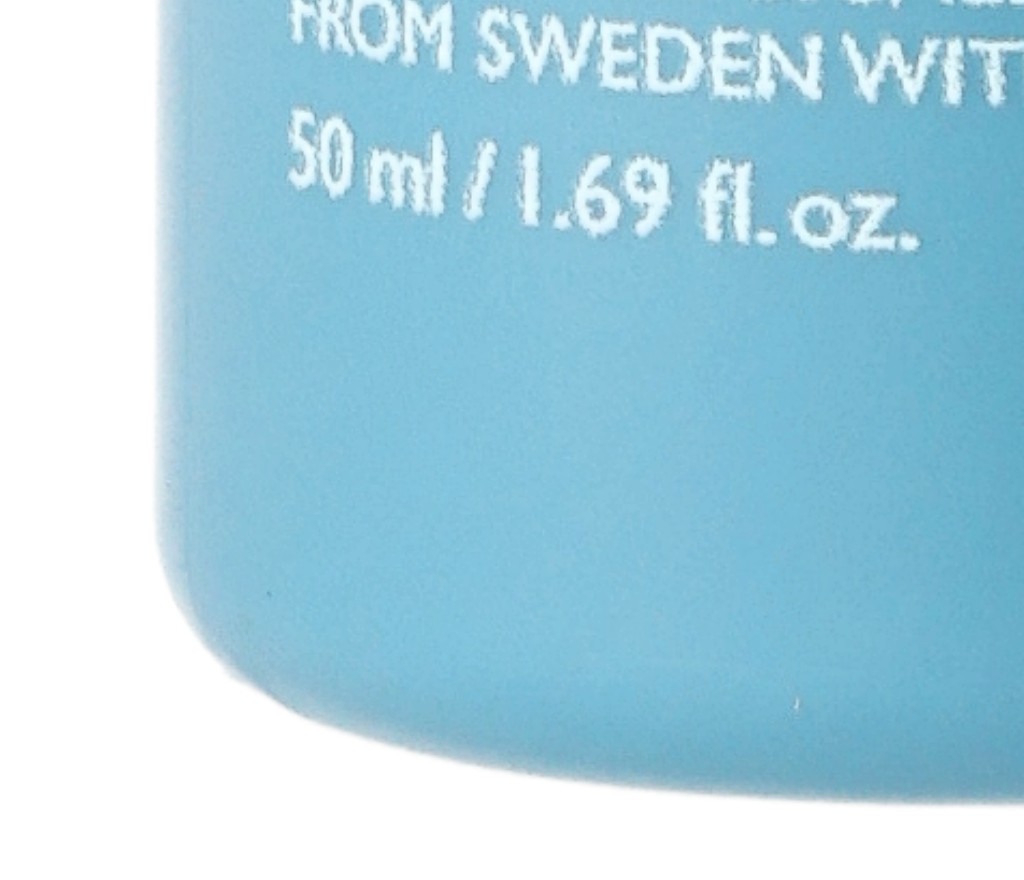 FROM SWEDEN WIT
50 ml / 1.69 fl. oz.